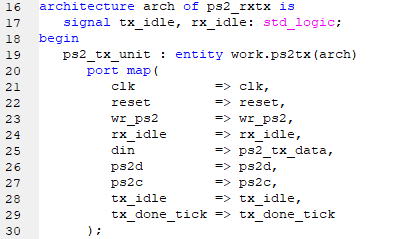 16 architecture arch of ps2_rxtx is
17    signal tx_idle, rx_idle: std_logic;
18 begin
19    ps2_tx_unit : entity work.ps2tx(arch)
20       port map(
21          clk          => clk,
22          reset        => reset,
23          wr_ps2       => wr_ps2,
24          rx_idle      => rx_idle,
25          din          => ps2_tx_data,
26          ps2d         => ps2d,
27          ps2c         => ps2c,
28          tx_idle      => tx_idle,
29          tx_done_tick => tx_done_tick
30       );